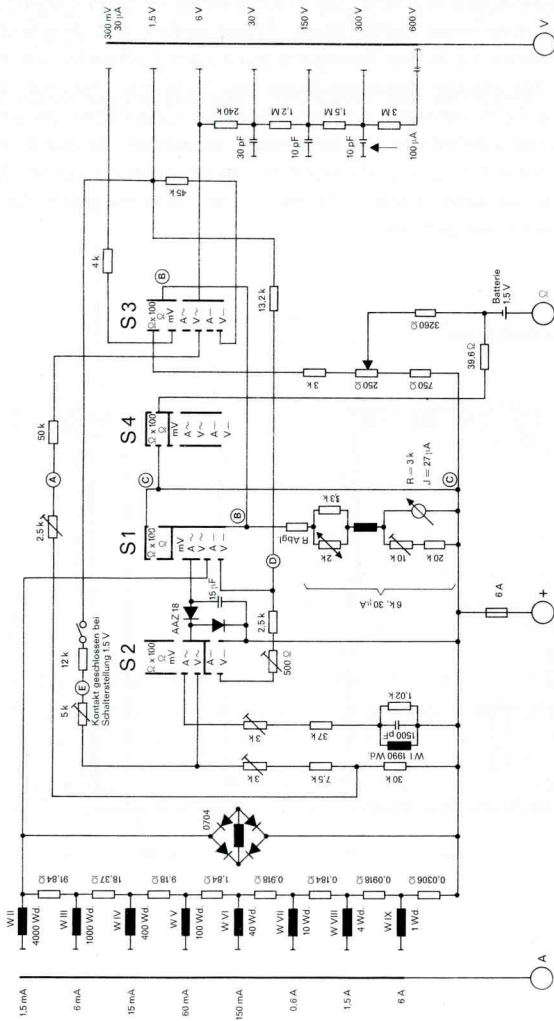 1,5 mA
6 mA
15 mA
60 mA
150 mA
0,6 A
1,5 A
6 A
A
W II
4000 Wd.
W III
1000 Wd.
W IV
400 Wd.
W V
100 Wd.
W VI
40 Wd.
W VII
10 Wd.
W VIII
4 Wd.
W IX
1 Wd.
91,84 Ω
18,37 Ω
9,18 Ω
1,84 Ω
0,918 Ω
0,184 Ω
0,0918 Ω
0,0306 Ω
0704
5 k
E
12 k
Kontakt geschlossen bei
Schalterstellung 1,5 V
2,5 k
A
50 k
3 k
7,5 k
30 k
3 k
37 k
W I 1990 Wd.
1500 pF
1,02 k
S2
Ω x 100
Ω
mV
A ~
V ~
A —
V —
AAZ 18
15 µF
500 Ω
2,5 k
D
S1
Ω x 100
Ω
mV
A ~
V ~
A —
V —
B
C
R Abgl.
2 k
1,3 k
10 k
20 k
6 k, 30 µA
R = 3 k
J = 27 µA
C
6 A
+
S4
Ω x 100
Ω
mV
A ~
V ~
A —
V —
S3
Ω x 100
Ω
mV
A ~
V ~
A —
V —
B
4 k
45 k
13,2 k
3 k
250 Ω
750 Ω
3260 Ω
39,6 Ω
Batterie
1,5 V
Ω
300 mV
30 µA
1,5 V
6 V
30 V
150 V
300 V
600 V
240 k
1,2 M
1,5 M
3 M
30 pF
10 pF
10 pF
100 µA
V